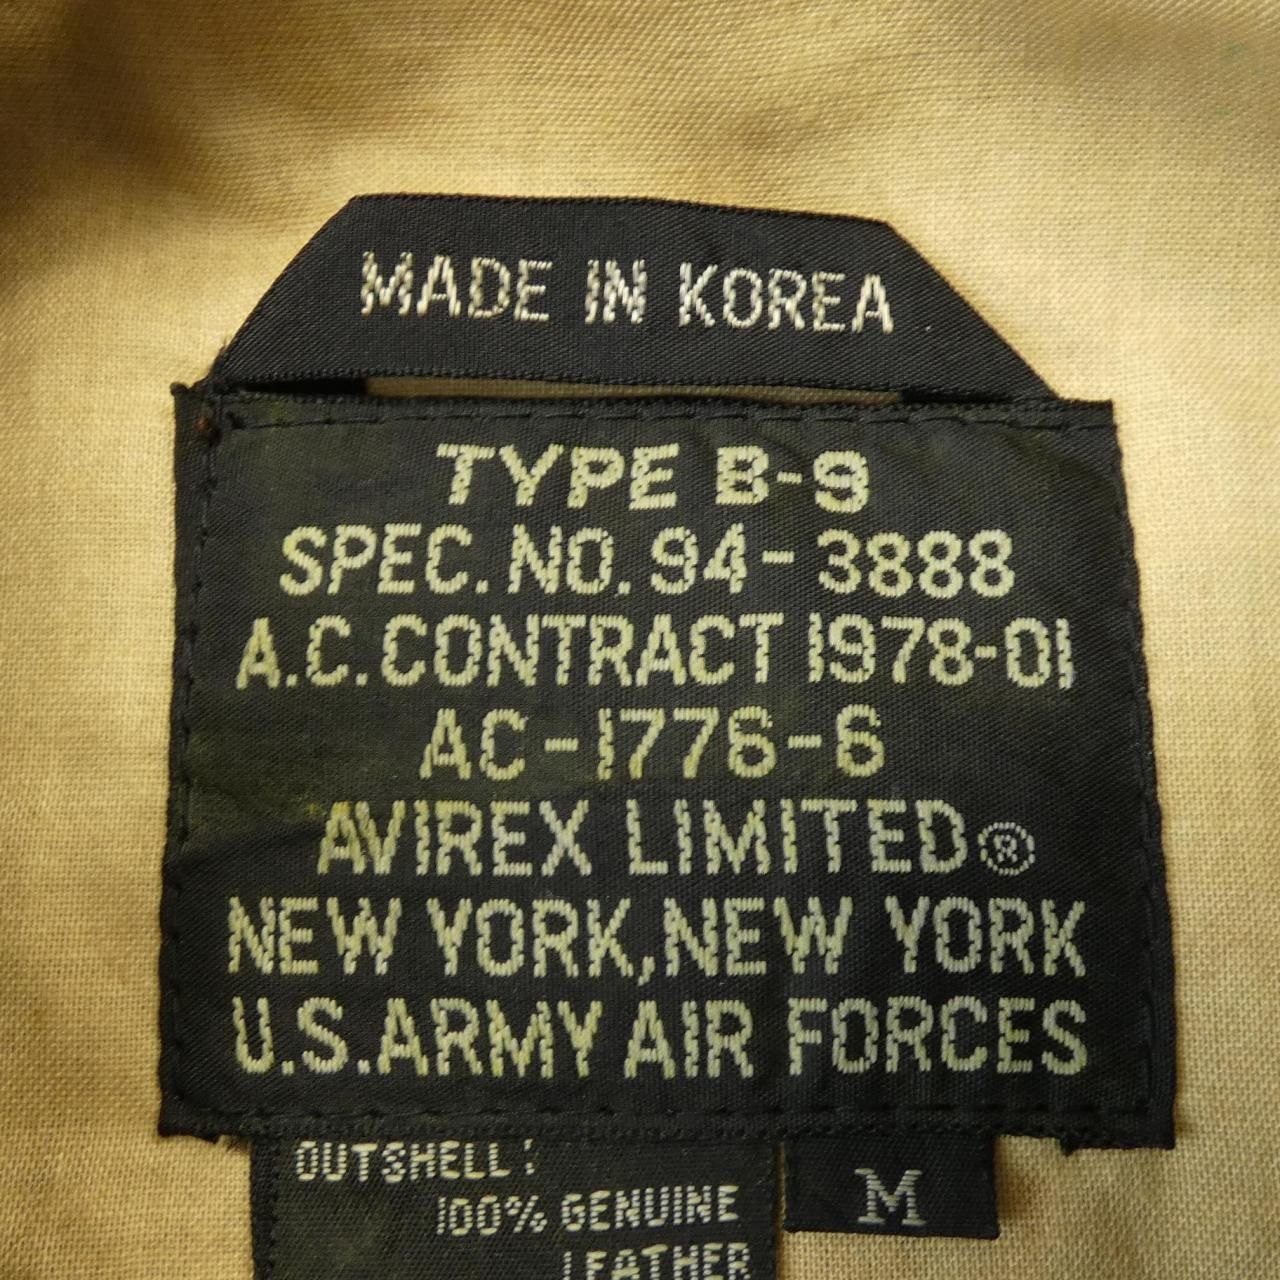 MADE IN KOREA
TYPE B-9
SPEC. NO. 94-3888
A.C. CONTRACT 1978-01
AC-1776-6
AVIREX LIMITED®
NEW YORK, NEW YORK
U.S. ARMY AIR FORCES
OUTSHELL:
100% GENUINE
LEATHER
M